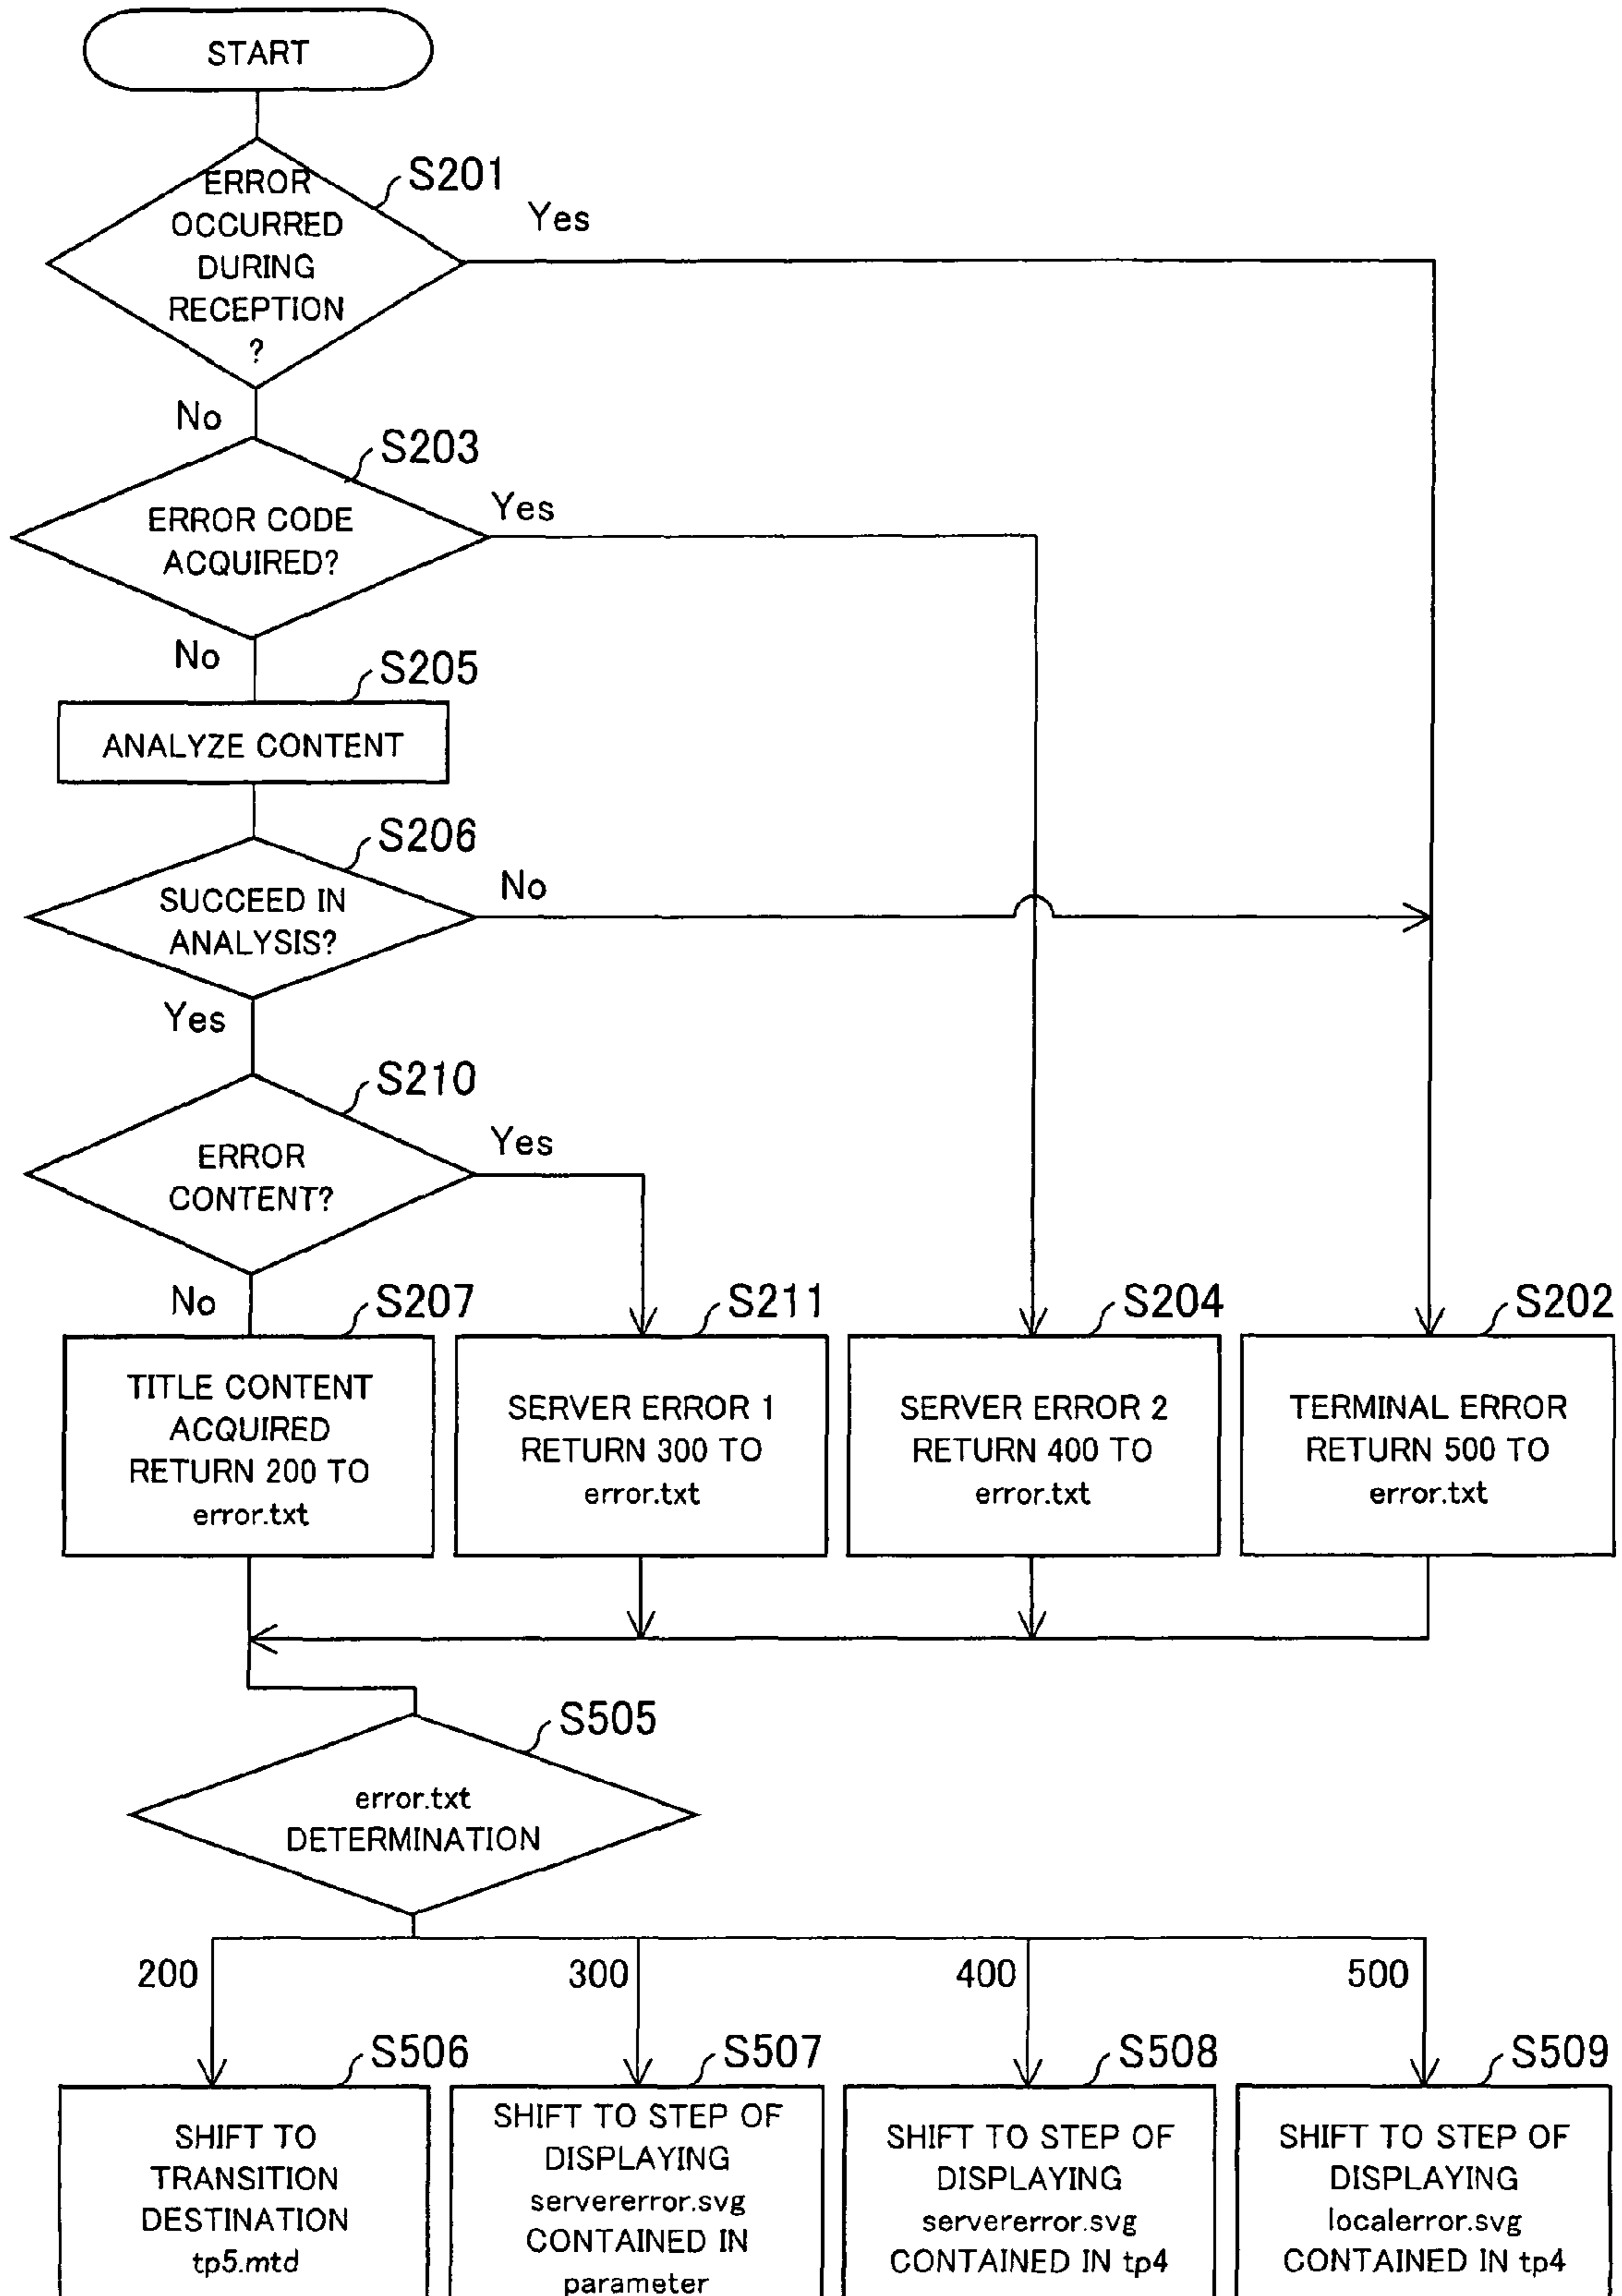 START
S201
ERROR
OCCURRED
DURING
RECEPTION
?
Yes
No
S203
ERROR CODE
ACQUIRED?
Yes
No
S205
ANALYZE CONTENT
S206
SUCCEED IN
ANALYSIS?
No
Yes
S210
ERROR
CONTENT?
Yes
No
S207
TITLE CONTENT
ACQUIRED
RETURN 200 TO
error.txt
S211
SERVER ERROR 1
RETURN 300 TO
error.txt
S204
SERVER ERROR 2
RETURN 400 TO
error.txt
S202
TERMINAL ERROR
RETURN 500 TO
error.txt
S505
error.txt
DETERMINATION
200
300
400
500
S506
SHIFT TO
TRANSITION
DESTINATION
tp5.mtd
S507
SHIFT TO STEP OF
DISPLAYING
servererror.svg
CONTAINED IN
parameter
S508
SHIFT TO STEP OF
DISPLAYING
servererror.svg
CONTAINED IN tp4
S509
SHIFT TO STEP OF
DISPLAYING
localerror.svg
CONTAINED IN tp4